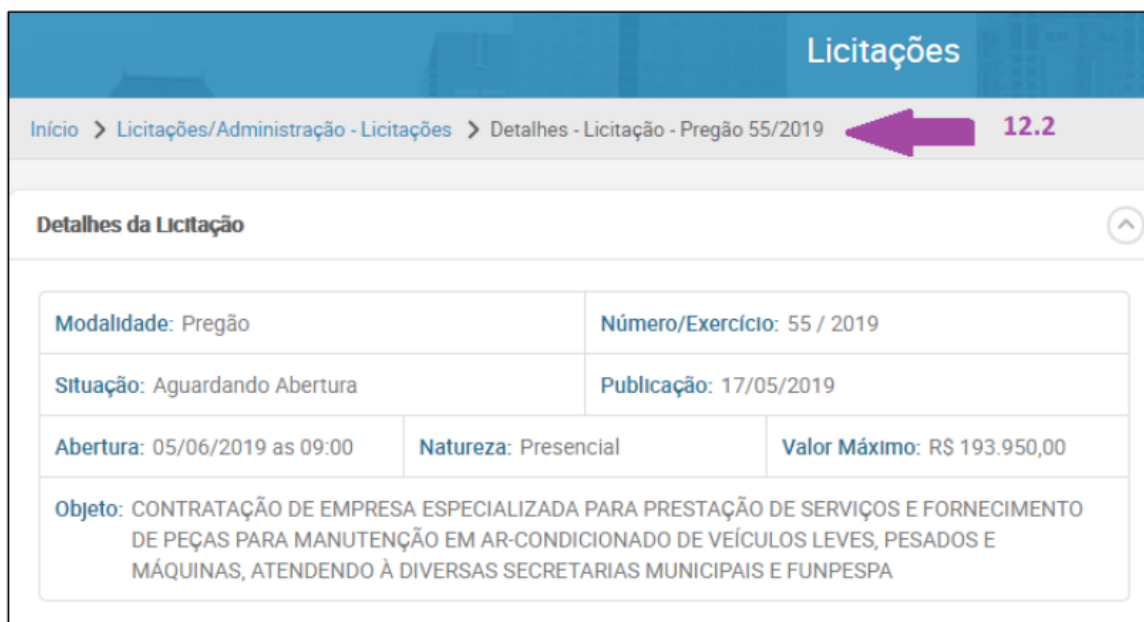 Licitações
Início > Licitações/Administração - Licitações > Detalhes - Licitação - Pregão 55/2019 12.2
Detalhes da Licitação
Modalidade: Pregão Número/Exercício: 55 / 2019
Situação: Aguardando Abertura Publicação: 17/05/2019
Abertura: 05/06/2019 as 09:00 Natureza: Presencial Valor Máximo: R$ 193.950,00
Objeto: CONTRATAÇÃO DE EMPRESA ESPECIALIZADA PARA PRESTAÇÃO DE SERVIÇOS E FORNECIMENTO
DE PEÇAS PARA MANUTENÇÃO EM AR-CONDICIONADO DE VEÍCULOS LEVES, PESADOS E
MÁQUINAS, ATENDENDO À DIVERSAS SECRETARIAS MUNICIPAIS E FUNPESPA